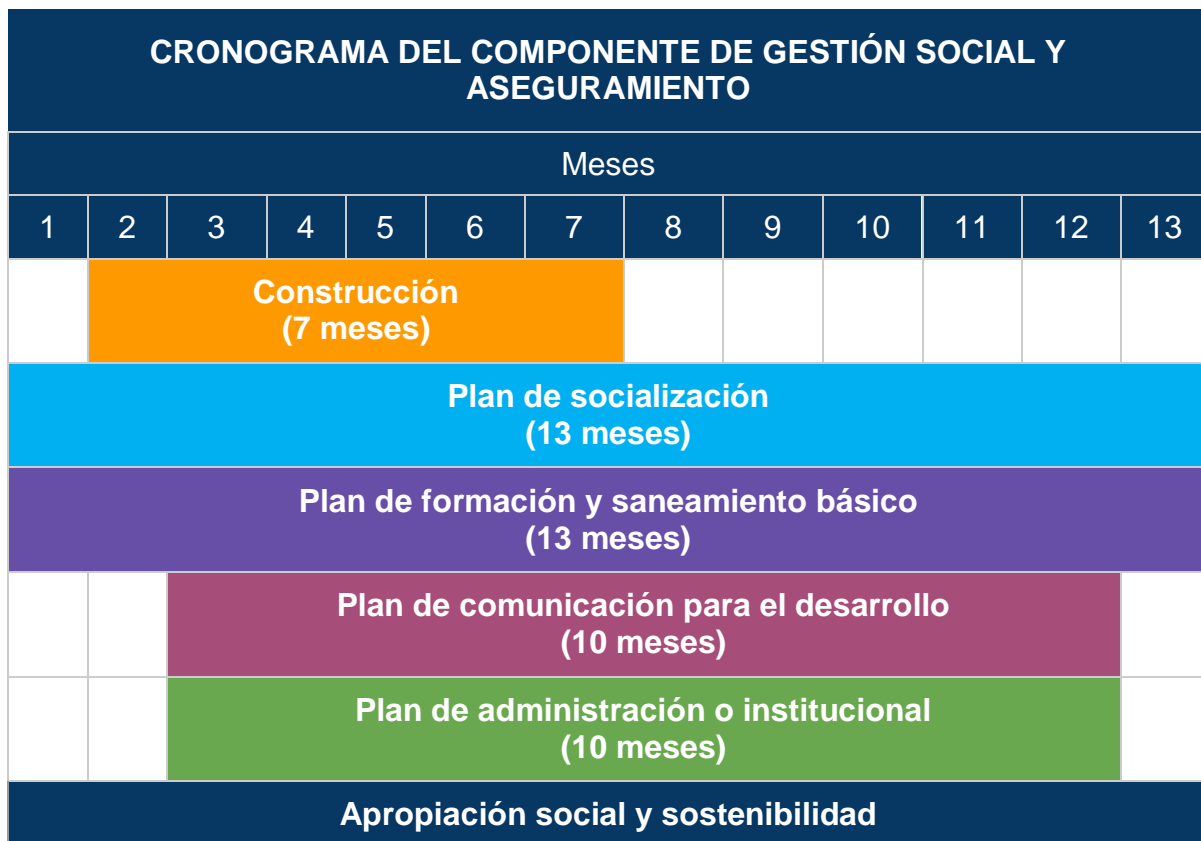 CRONOGRAMA DEL COMPONENTE DE GESTIÓN SOCIAL Y
ASEGURAMIENTO
Meses
1 2 3 4 5 6 7 8 9 10 11 12 13
Construcción
(7 meses)
Plan de socialización
(13 meses)
Plan de formación y saneamiento básico
(13 meses)
Plan de comunicación para el desarrollo
(10 meses)
Plan de administración o institucional
(10 meses)
Apropiación social y sostenibilidad